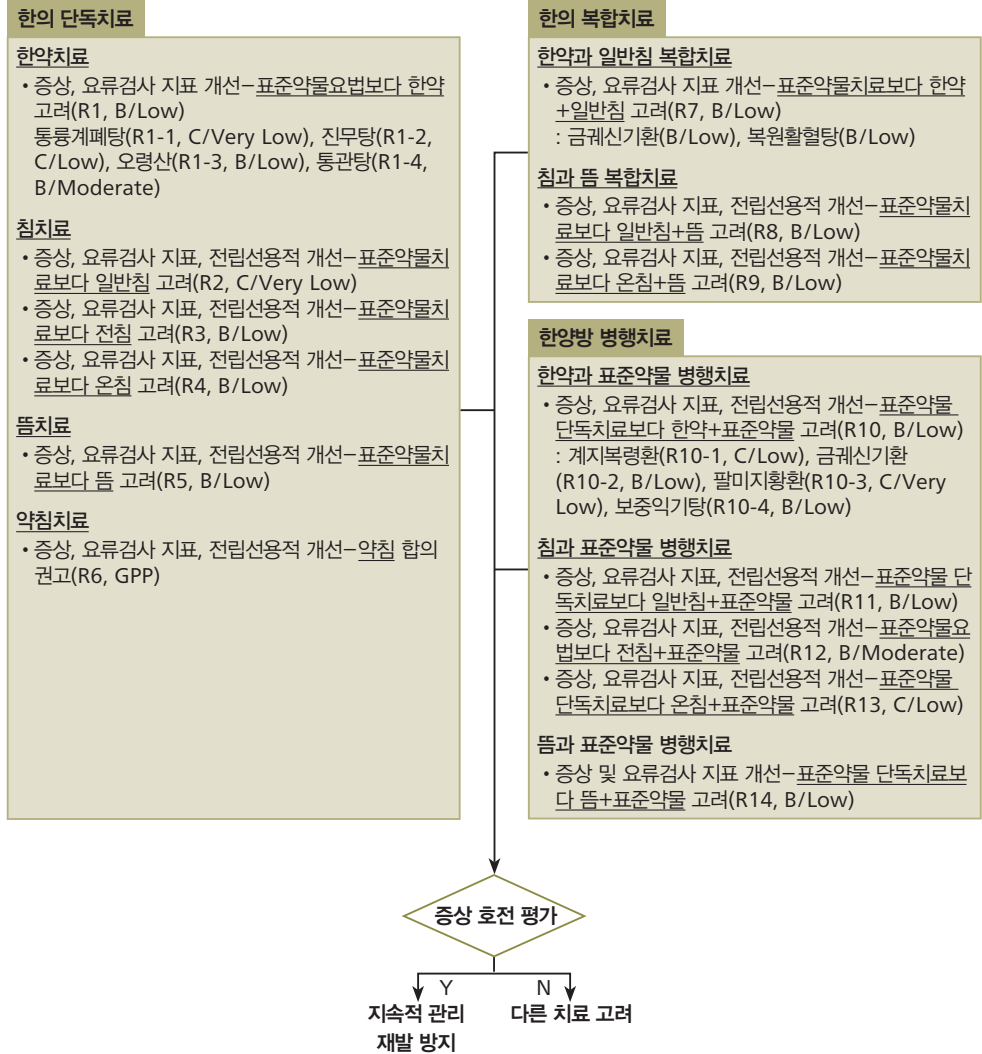 한의 단독치료
한약치료
• 증상, 요류검사 지표 개선–표준약물요법보다 한약
고려(R1, B/Low)
통륭계폐탕(R1-1, C/Very Low), 진무탕(R1-2,
C/Low), 오령산(R1-3, B/Low), 통관탕(R1-4,
B/Moderate)
침치료
• 증상, 요류검사 지표, 전립선용적 개선–표준약물치
료보다 일반침 고려(R2, C/Very Low)
• 증상, 요류검사 지표, 전립선용적 개선–표준약물치
료보다 전침 고려(R3, B/Low)
• 증상, 요류검사 지표, 전립선용적 개선–표준약물치
료보다 온침 고려(R4, B/Low)
뜸치료
• 증상, 요류검사 지표, 전립선용적 개선–표준약물치
료보다 뜸 고려(R5, B/Low)
약침치료
• 증상, 요류검사 지표, 전립선용적 개선–약침 합의
권고(R6, GPP)
한의 복합치료
한약과 일반침 복합치료
• 증상, 요류검사 지표 개선–표준약물치료보다 한약
+일반침 고려(R7, B/Low)
: 금궤신기환(B/Low), 복원활혈탕(B/Low)
침과 뜸 복합치료
• 증상, 요류검사 지표, 전립선용적 개선–표준약물치
료보다 일반침+뜸 고려(R8, B/Low)
• 증상, 요류검사 지표, 전립선용적 개선–표준약물치
료보다 온침+뜸 고려(R9, B/Low)
한양방 병행치료
한약과 표준약물 병행치료
• 증상, 요류검사 지표, 전립선용적 개선–표준약물
단독치료보다 한약+표준약물 고려(R10, B/Low)
: 계지복령환(R10-1, C/Low), 금궤신기환
(R10-2, B/Low), 팔미지황환(R10-3, C/Very
Low), 보중익기탕(R10-4, B/Low)
침과 표준약물 병행치료
• 증상, 요류검사 지표, 전립선용적 개선–표준약물 단
독치료보다 일반침+표준약물 고려(R11, B/Low)
• 증상, 요류검사 지표, 전립선용적 개선–표준약물요
법보다 전침+표준약물 고려(R12, B/Moderate)
• 증상, 요류검사 지표, 전립선용적 개선–표준약물
단독치료보다 온침+표준약물 고려(R13, C/Low)
뜸과 표준약물 병행치료
• 증상 및 요류검사 지표 개선–표준약물 단독치료보
다 뜸+표준약물 고려(R14, B/Low)
증상 호전 평가
Y
N
지속적 관리
재발 방지
다른 치료 고려